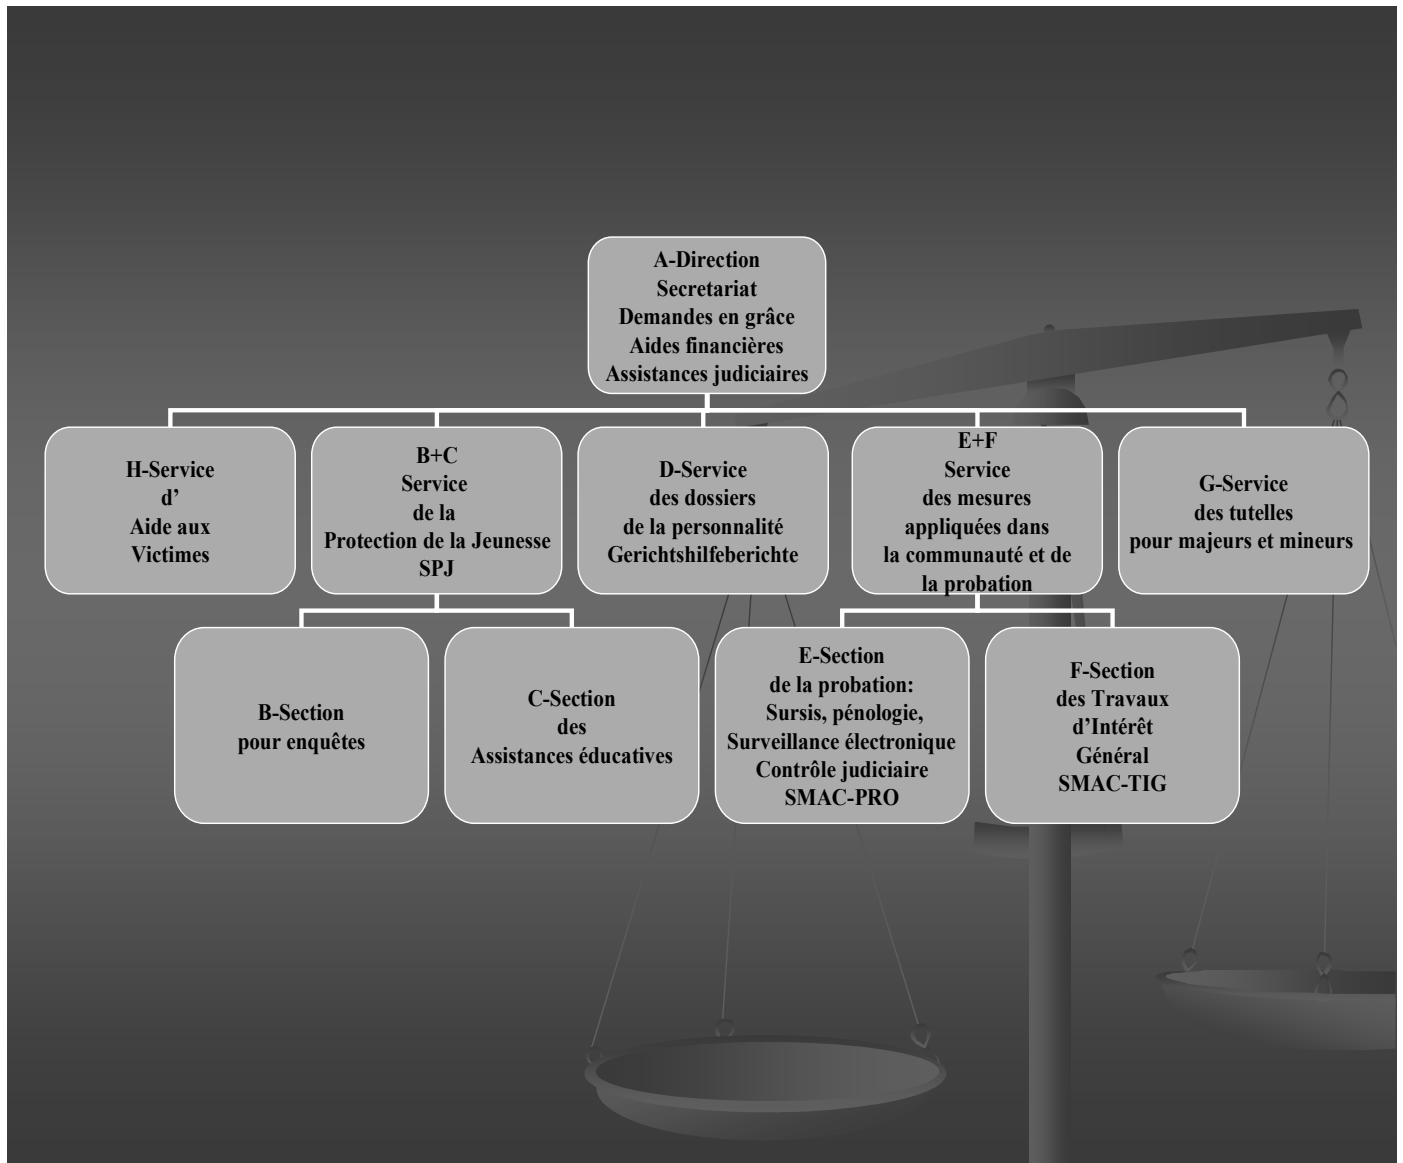 A-Direction
Secretariat
Demandes en grâce
Aides financières
Assistances judiciaires
H-Service
d’
Aide aux
Victimes
B+C
Service
de la
Protection de la Jeunesse
SPJ
D-Service
des dossiers
de la personnalité
Gerichtshilfeberichte
E+F
Service
des mesures
appliquées dans
la communauté et de
la probation
G-Service
des tutelles
pour majeurs et mineurs
B-Section
pour enquêtes
C-Section
des
Assistances éducatives
E-Section
de la probation:
Sursis, pénologie,
Surveillance électronique
Contrôle judiciaire
SMAC-PRO
F-Section
des Travaux
d’Intérêt
Général
SMAC-TIG